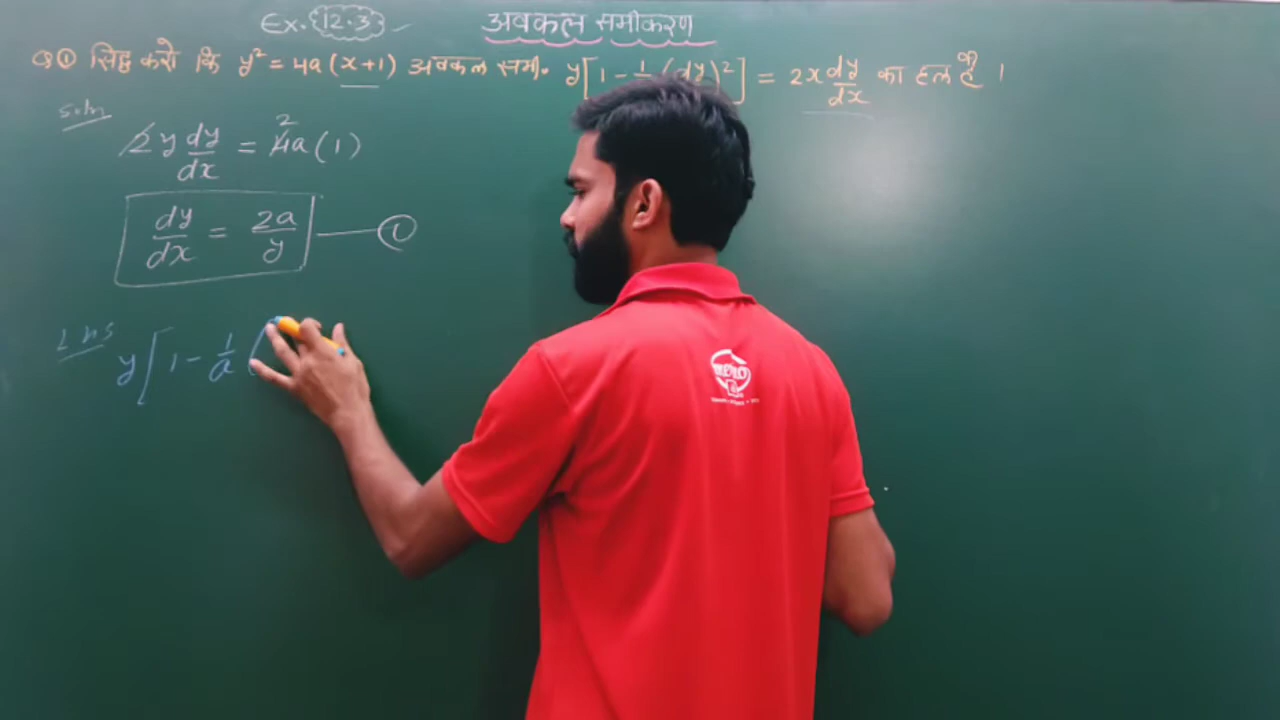 Ex. 12.3 अवकल समीकरण
Q① सिद्ध करो कि y² = 4a(x+1) अवकल समी. y[1 - 1/ (dy/ )²] = 2x dy/dx का हल है।
Soln
2y dy/dx = 4a(1) 2
dy/dx = 2a/y — ①
LHS y[1 - 1/a (